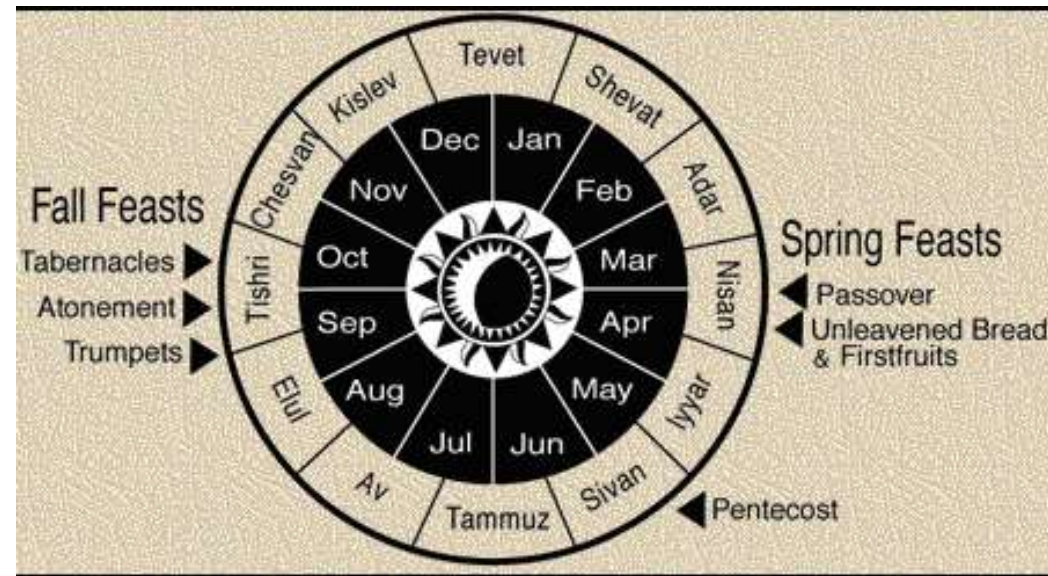 Tevet
Shevat
Adar
Nisan
Iyyar
Sivan
Tammuz
Av
Elul
Tishri
Chesvan
Kislev
Jan
Feb
Mar
Apr
May
Jun
Jul
Aug
Sep
Oct
Nov
Dec
Fall Feasts
Tabernacles
Atonement
Trumpets
Spring Feasts
Passover
Unleavened Bread
& Firstfruits
Pentecost